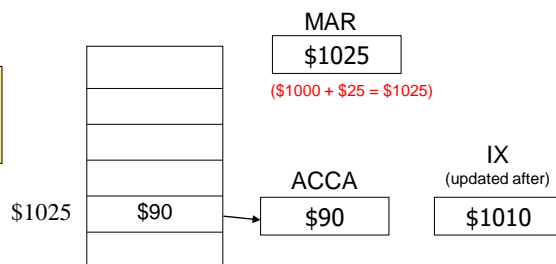 MAR
$1025
($1000 + $25 = $1025)
IX
(updated after)
ACCA
$1025
$90
$90
$1010